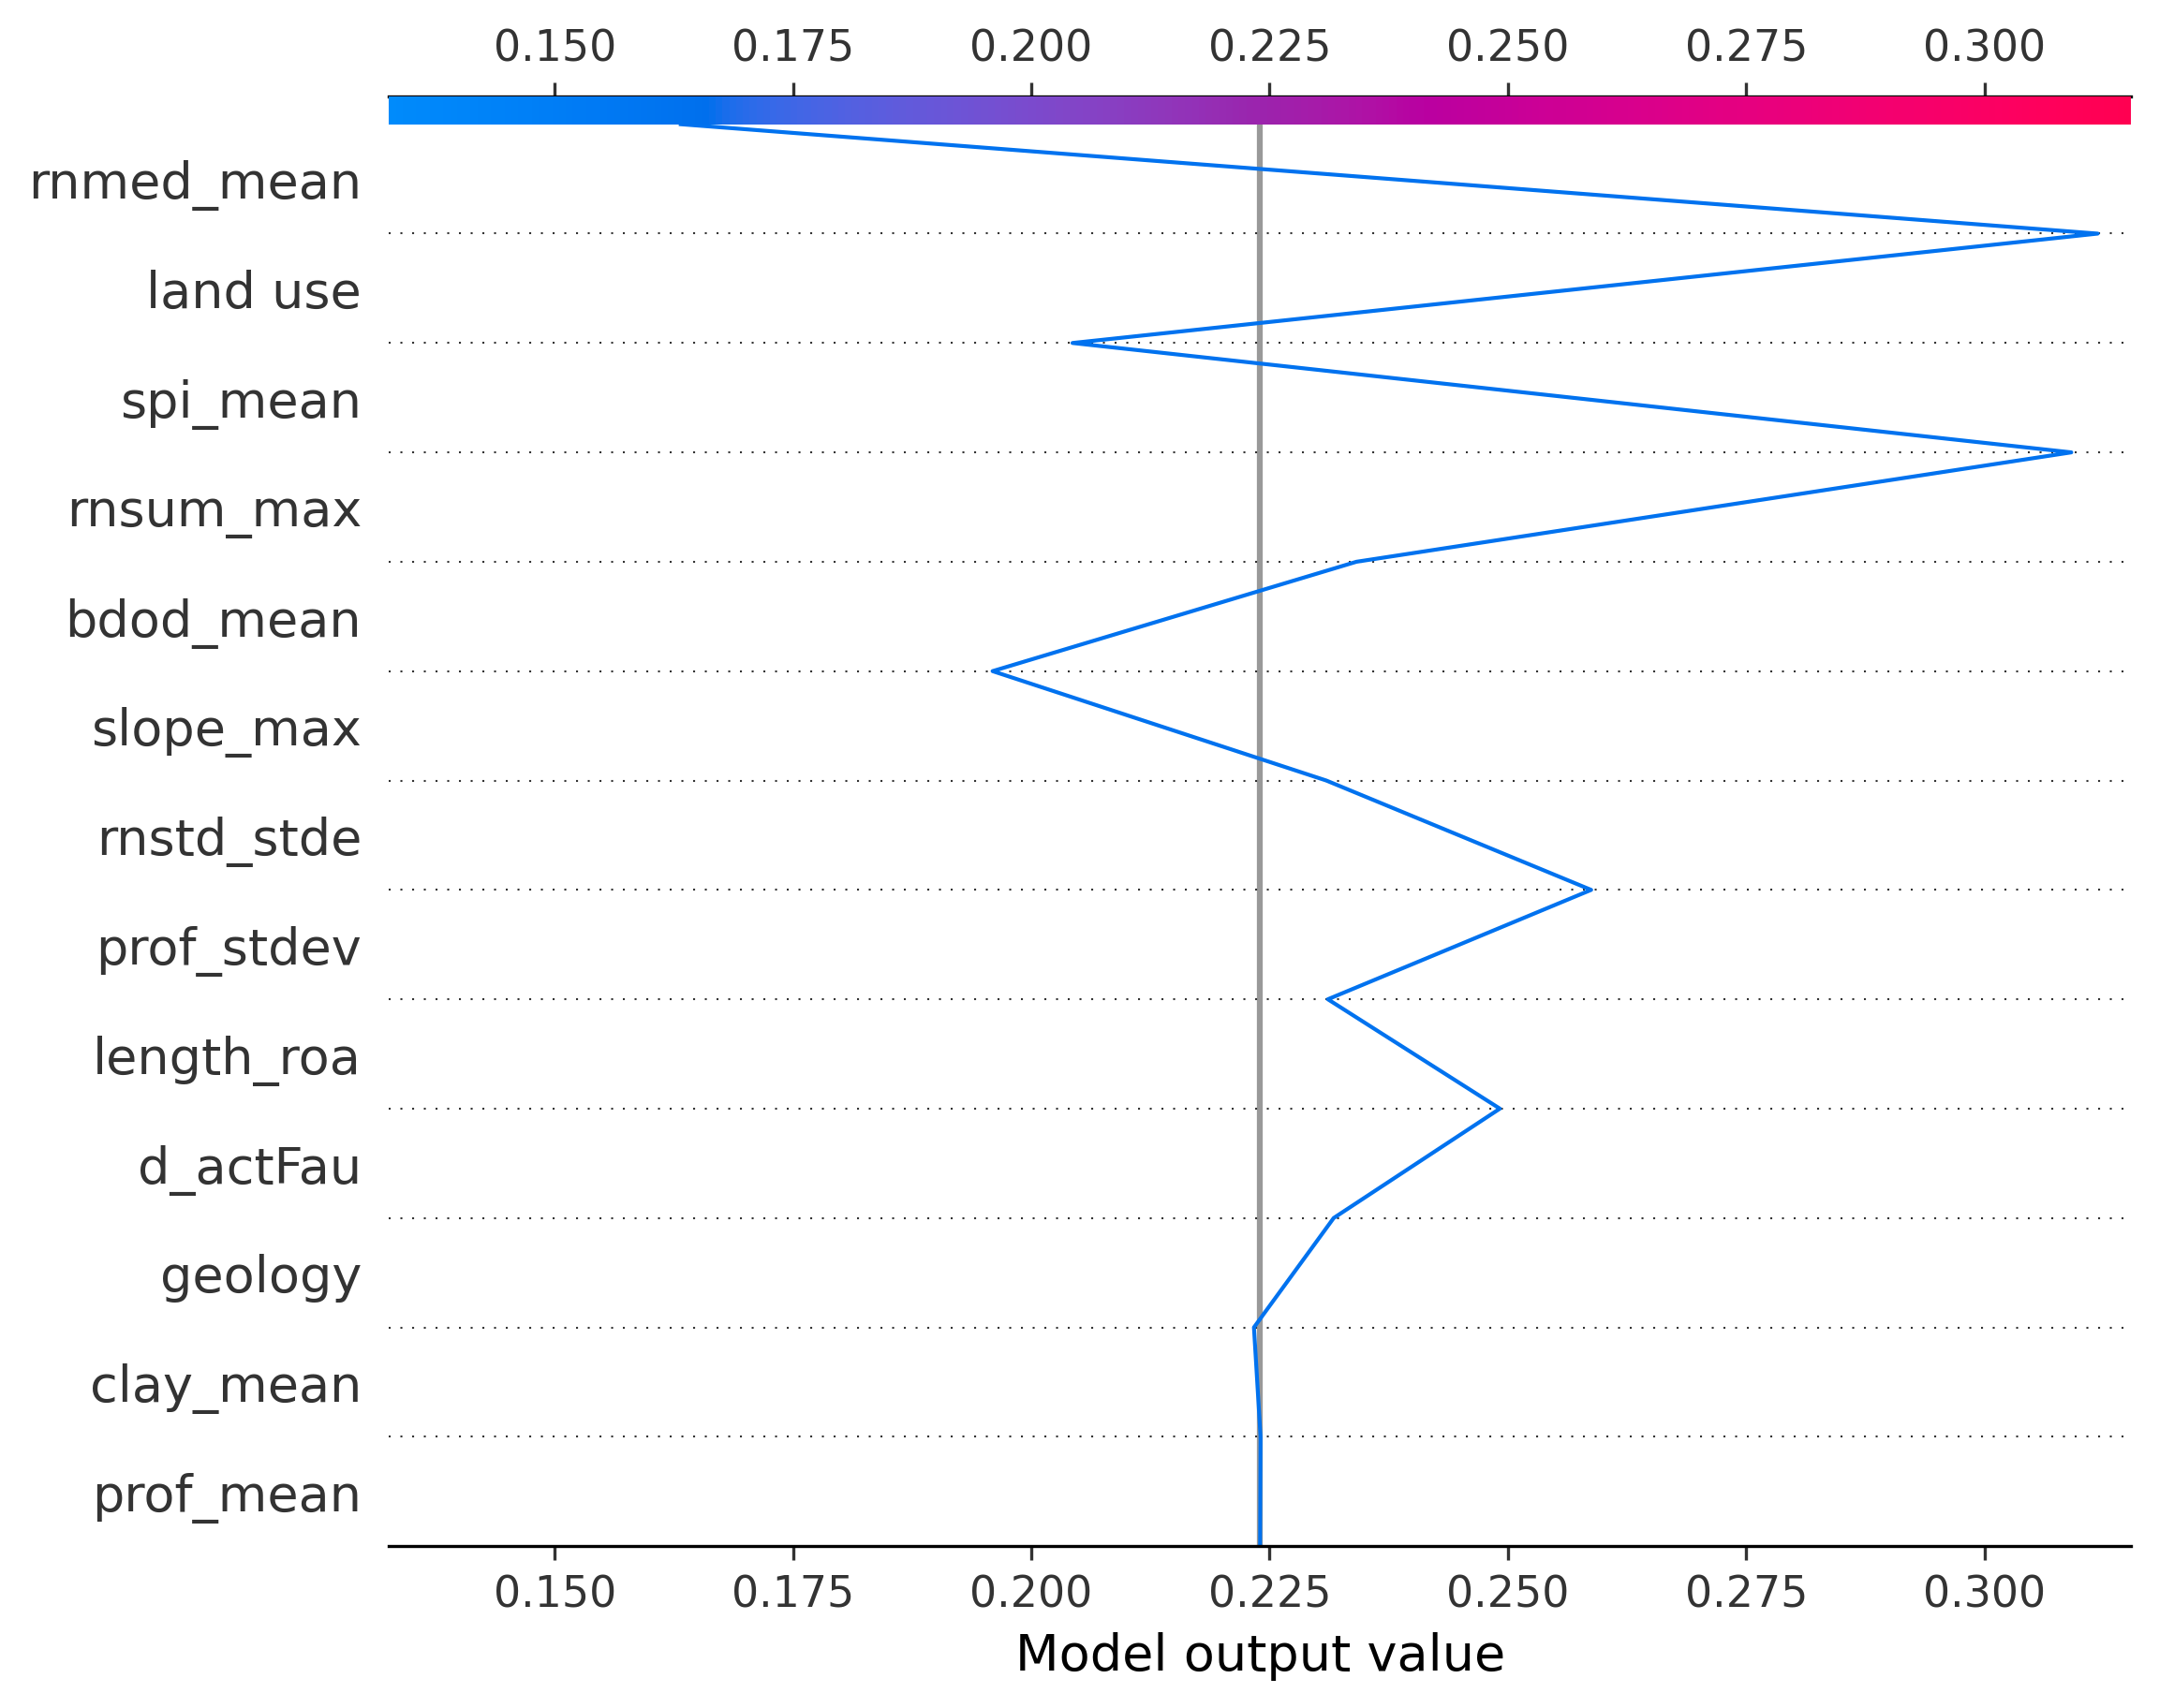 0.150 0.175 0.200 0.225 0.250 0.275 0.300
rnmed_mean
land use
spi_mean
rnsum_max
bdod_mean
slope_max
rnstd_stde
prof_stdev
length_roa
d_actFau
geology
clay_mean
prof_mean
0.150 0.175 0.200 0.225 0.250 0.275 0.300
Model output value